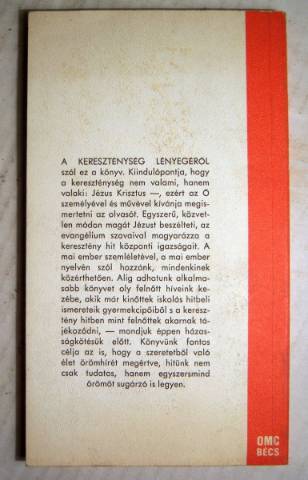 A KERESZTÉNYSÉG LÉNYEGÉRŐL
szól ez a könyv. Kiindulópontja, hogy
a kereszténység nem valami, hanem
valaki: Jézus Krisztus —, ezért az Ő
személyével és művével kívánja megis-
mertetni az olvasót. Egyszerű, közvet-
len módon magát Jézust beszélteti, az
evangélium szavaival magyarázza a
keresztény hit központi igazságait. A
mai ember szemléletével, a mai ember
nyelvén szól hozzánk, mindenkinek
közérthetően. Alig adhatunk alkalma-
sabb könyvet oly felnőtt híveink ke-
zébe, akik már kinőttek iskolás hitbeli
ismereteik gyermekcipőiből s a keresz-
tény hitben mint felnőttek akarnak tá-
jékozódni, — mondjuk éppen házas-
ságkötésük előtt. Könyvünk fontos
célja az is, hogy a szeretetből való
élet örömhírét megértve, hitünk nem
csak tudatos, hanem egyszersmind
örömöt sugárzó is legyen.
OMC
BÉCS